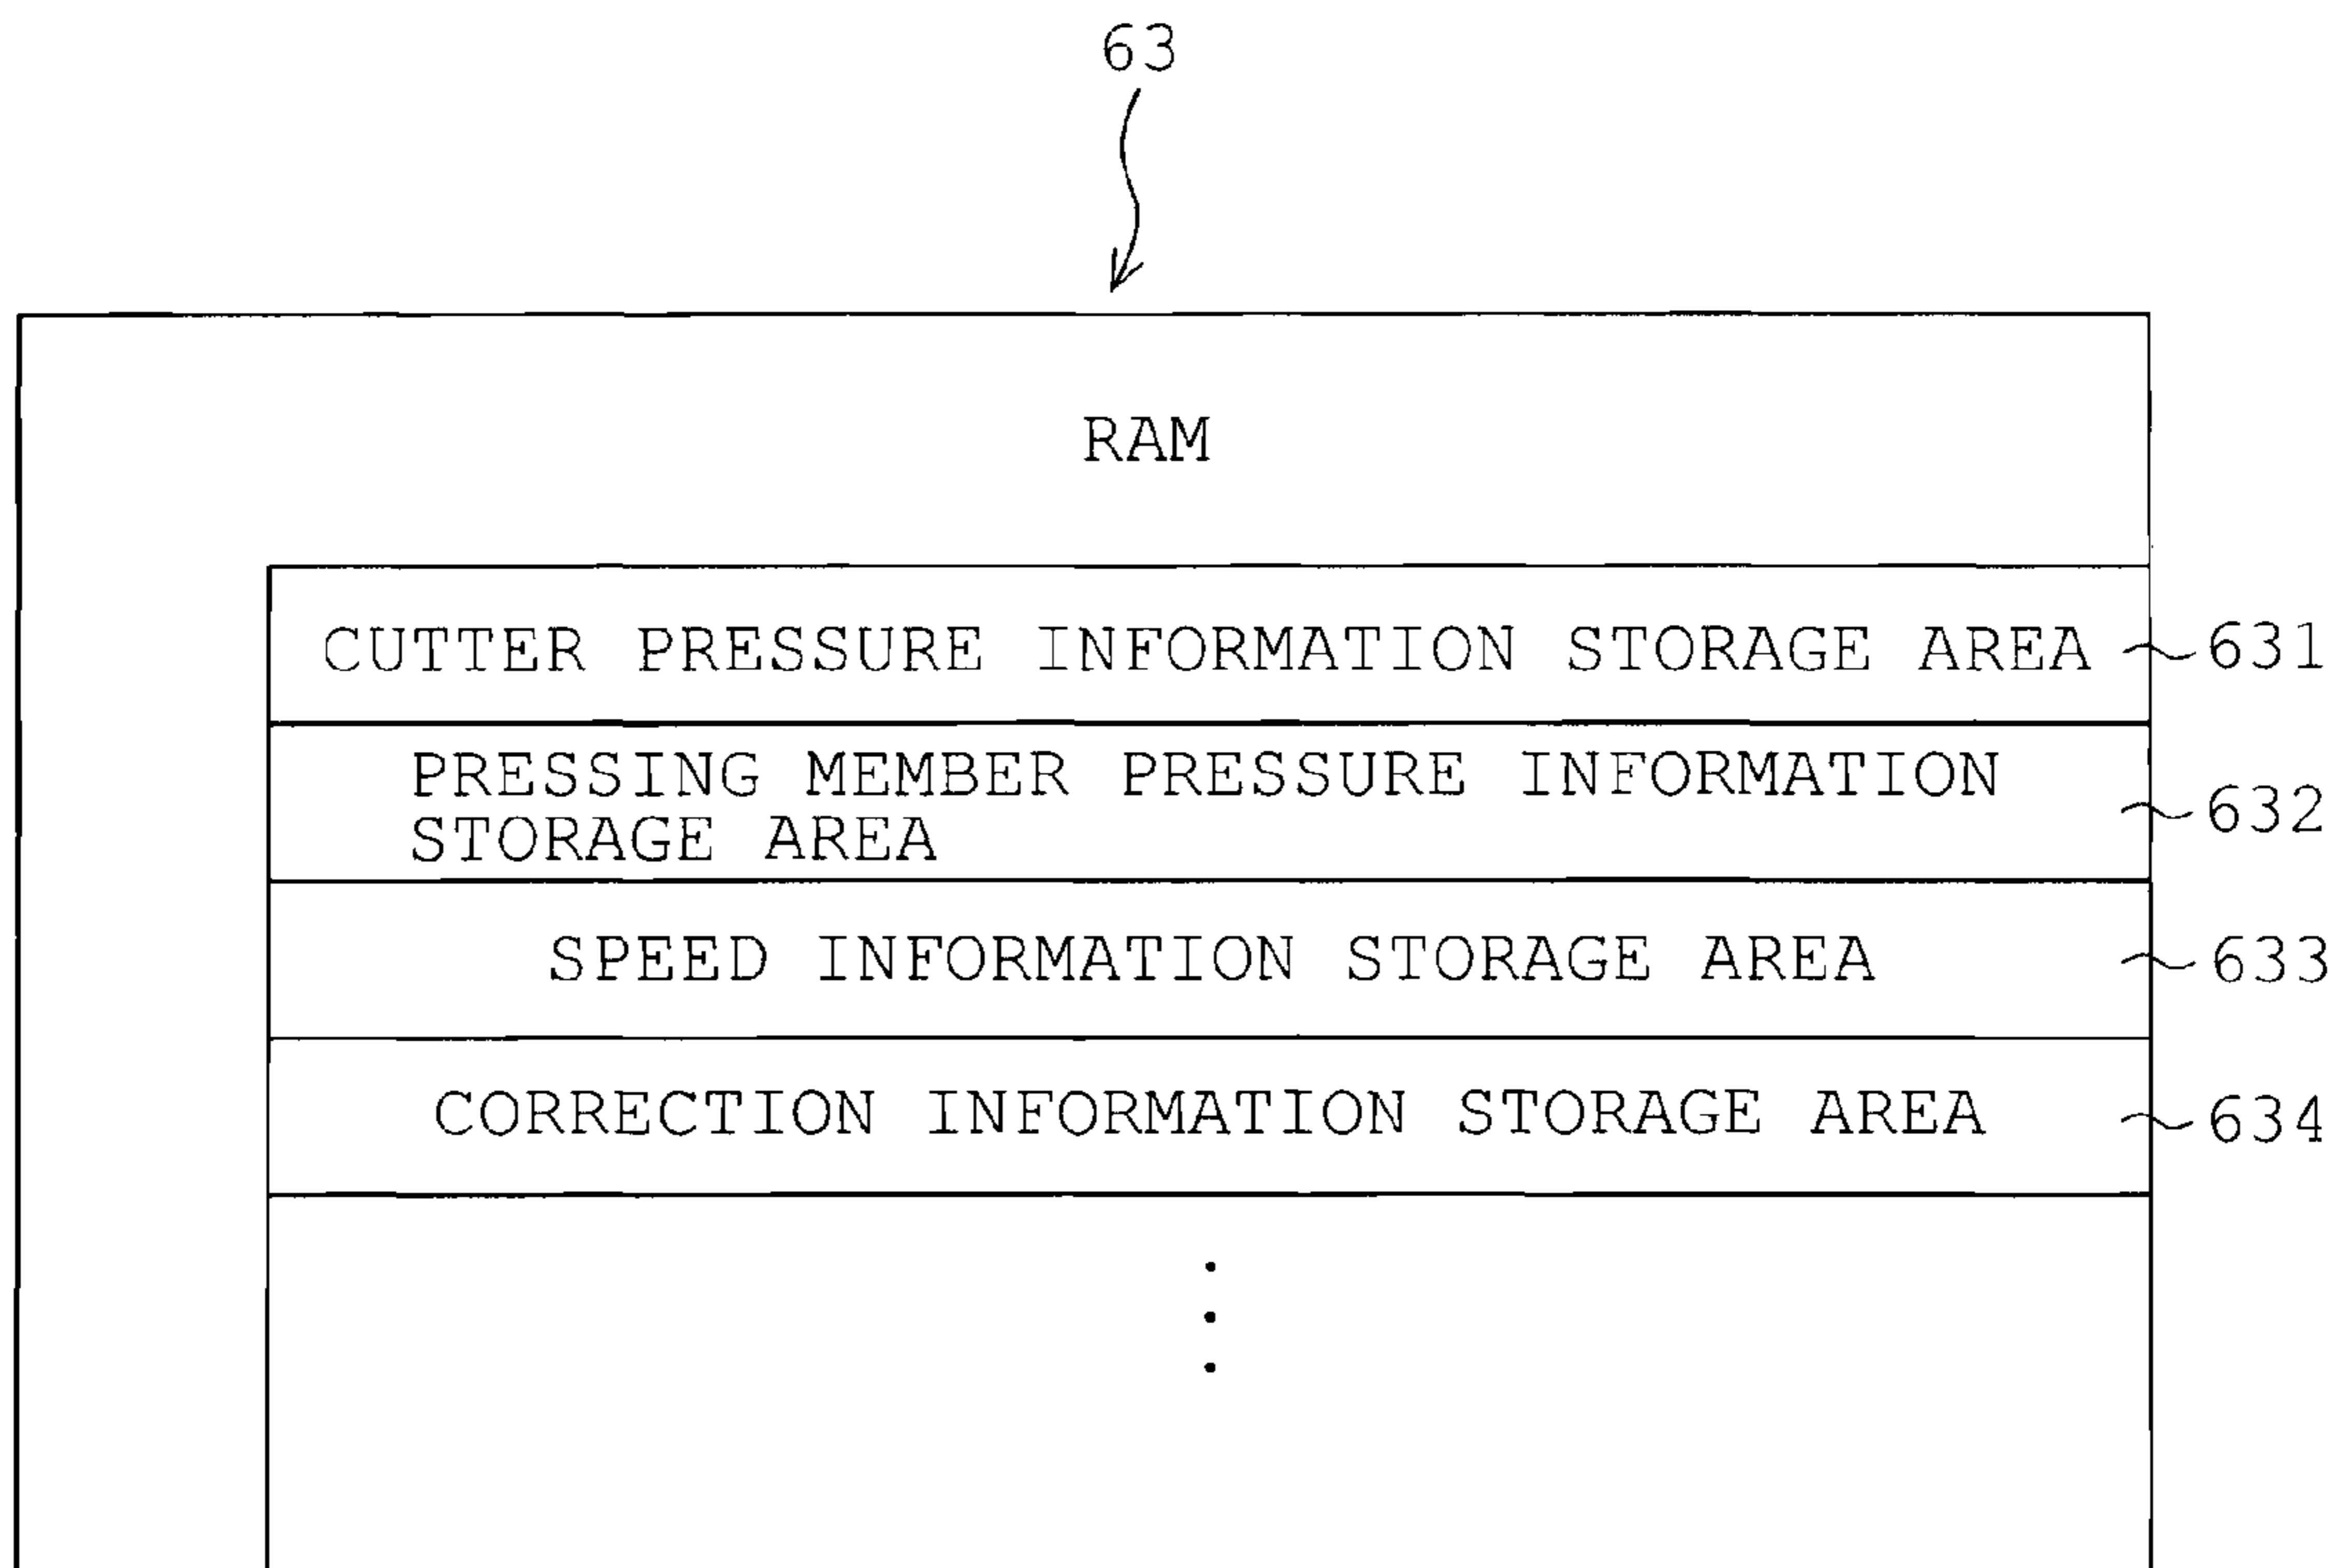 63
RAM
CUTTER PRESSURE INFORMATION STORAGE AREA 631
PRESSING MEMBER PRESSURE INFORMATION
STORAGE AREA 632
SPEED INFORMATION STORAGE AREA 633
CORRECTION INFORMATION STORAGE AREA 634